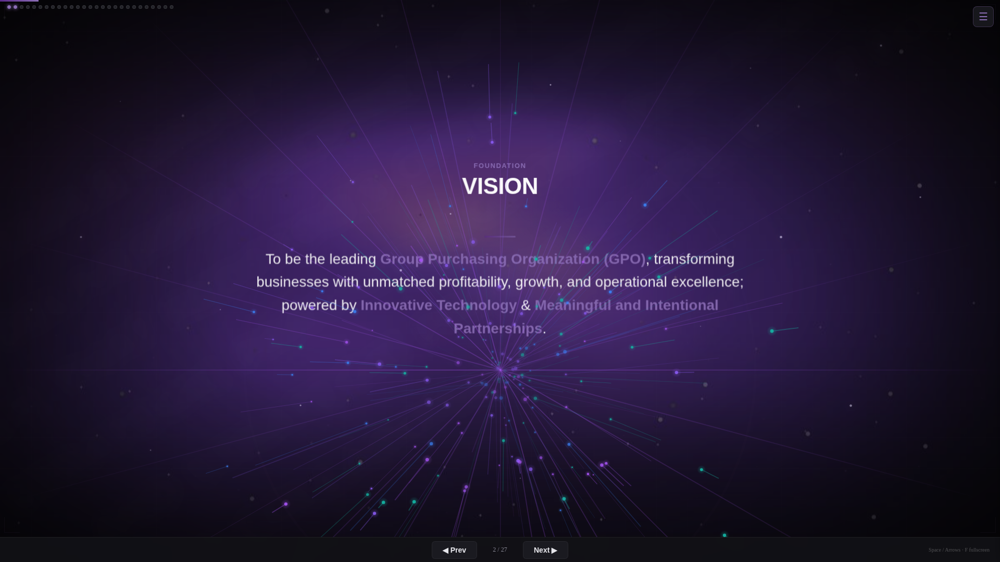 FOUNDATION
VISION
To be the leading Group Purchasing Organization (GPO), transforming
businesses with unmatched profitability, growth, and operational excellence;
powered by Innovative Technology & Meaningful and Intentional
Partnerships.
◀ Prev
2 / 27
Next ▶
Space / Arrows · F fullscreen